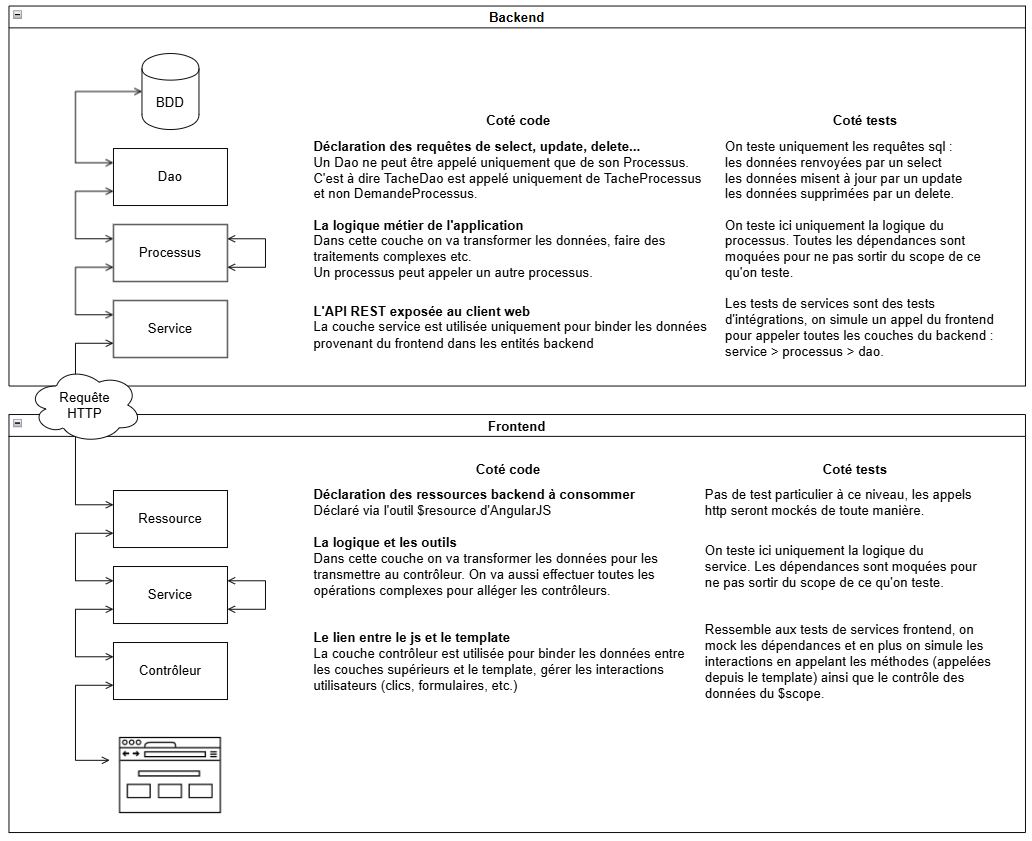 Backend
BDD
Coté code
Coté tests
Dao
Déclaration des requêtes de select, update, delete...
Un Dao ne peut être appelé uniquement que de son Processus.
C'est à dire TacheDao est appelé uniquement de TacheProcessus
et non DemandeProcessus.
On teste uniquement les requêtes sql :
les données renvoyées par un select
les données misent à jour par un update
les données supprimées par un delete.
Processus
La logique métier de l'application
Dans cette couche on va transformer les données, faire des
traitements complexes etc.
Un processus peut appeler un autre processus.
On teste ici uniquement la logique du
processus. Toutes les dépendances sont
moquées pour ne pas sortir du scope de ce
qu'on teste.
Service
L'API REST exposée au client web
La couche service est utilisée uniquement pour binder les données
provenant du frontend dans les entités backend
Les tests de services sont des tests
d'intégrations, on simule un appel du frontend
pour appeler toutes les couches du backend :
service > processus > dao.
Requête
HTTP
Frontend
Coté code
Coté tests
Ressource
Déclaration des ressources backend à consommer
Déclaré via l'outil $resource d'AngularJS
Pas de test particulier à ce niveau, les appels
http seront mockés de toute manière.
Service
La logique et les outils
Dans cette couche on va transformer les données pour les
transmettre au contrôleur. On va aussi effectuer toutes les
opérations complexes pour alléger les contrôleurs.
On teste ici uniquement la logique du
service. Les dépendances sont moquées pour
ne pas sortir du scope de ce qu'on teste.
Contrôleur
Le lien entre le js et le template
La couche contrôleur est utilisée pour binder les données entre
les couches supérieurs et le template, gérer les interactions
utilisateurs (clics, formulaires, etc.)
Ressemble aux tests de services frontend, on
mock les dépendances et en plus on simule les
interactions en appelant les méthodes (appelées
depuis le template) ainsi que le contrôle des
données du $scope.